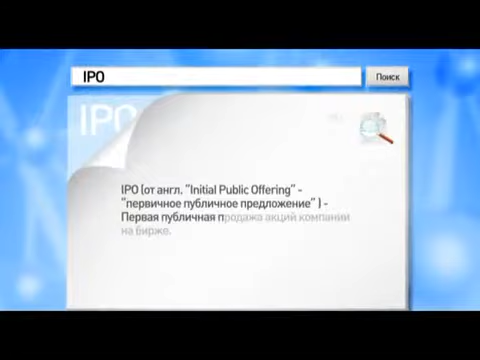 IPO
Поиск
IPO
IPO (от англ. "Initial Public Offering" -
"первичное публичное предложение" ) -
Первая публичная продажа акций компании
на бирже.